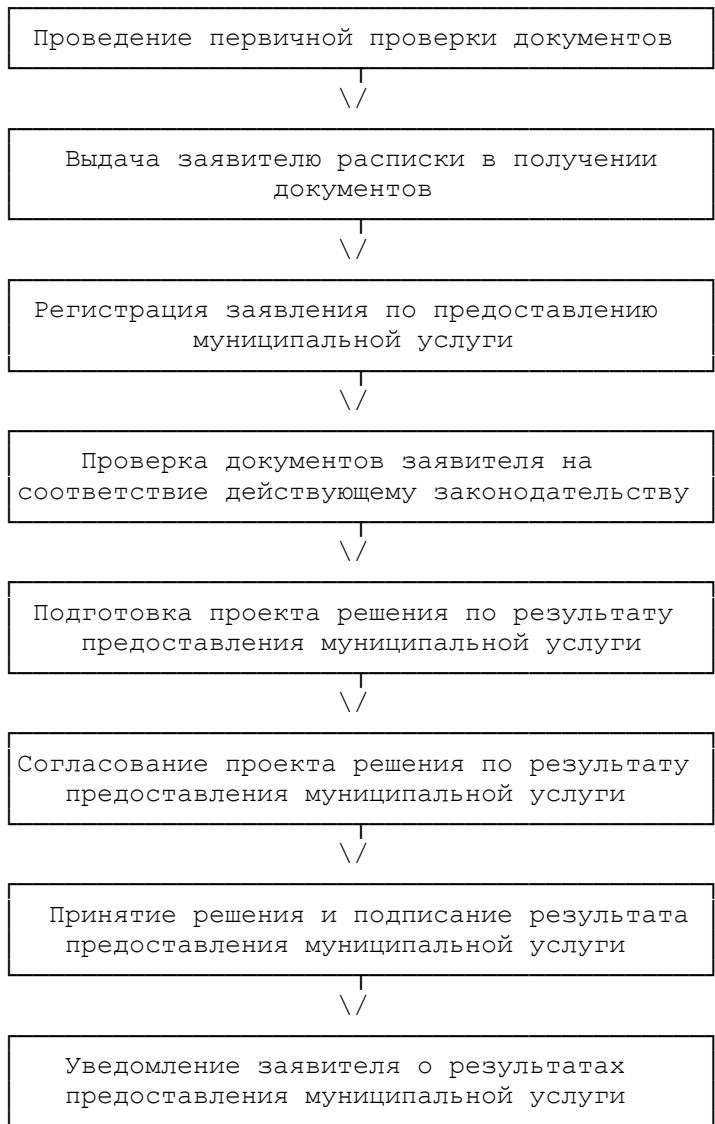 Проведение первичной проверки документов
\/
Выдача заявителю расписки в получении
документов
\/
Регистрация заявления по предоставлению
муниципальной услуги
\/
Проверка документов заявителя на
соответствие действующему законодательству
\/
Подготовка проекта решения по результату
предоставления муниципальной услуги
\/
Согласование проекта решения по результату
предоставления муниципальной услуги
\/
Принятие решения и подписание результата
предоставления муниципальной услуги
\/
Уведомление заявителя о результатах
предоставления муниципальной услуги